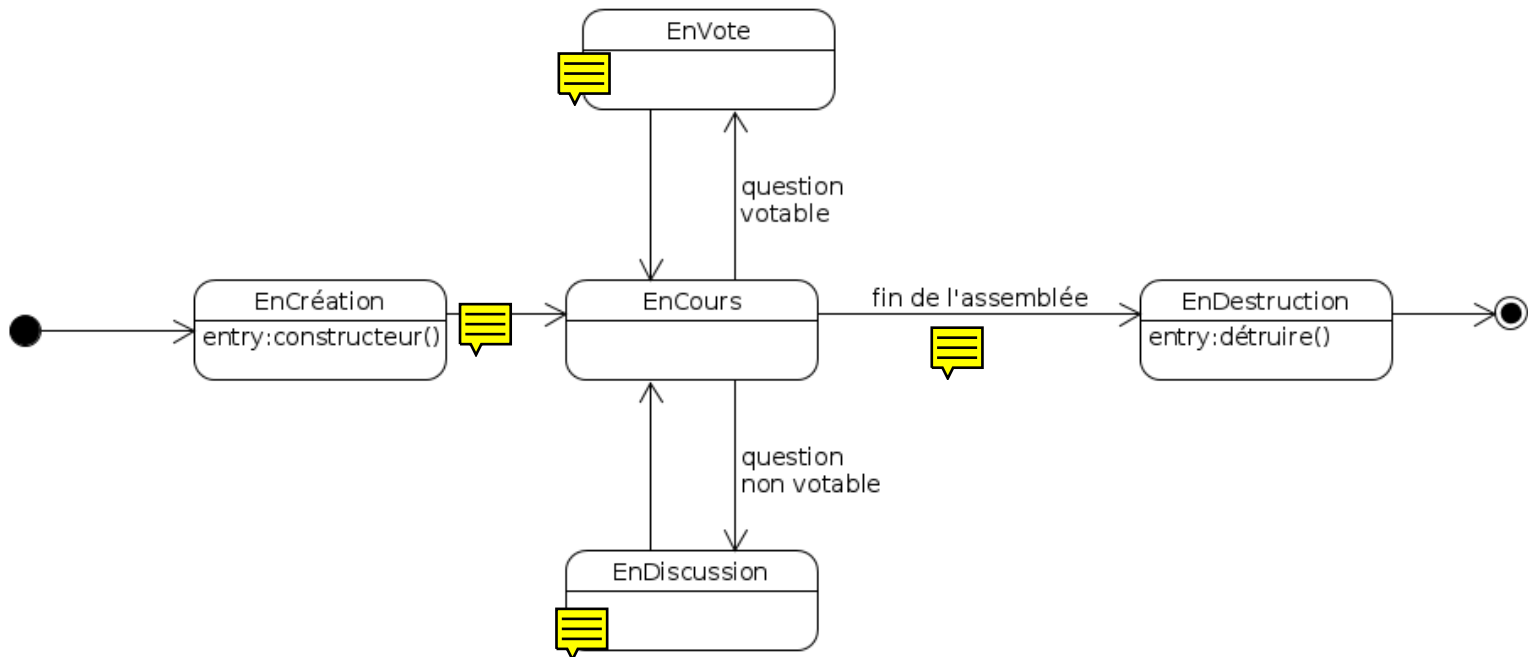 EnVote
question
votable
EnCréation
entry:constructeur()
EnCours
fin de l'assemblée
EnDestruction
entry:détruire()
question
non votable
EnDiscussion